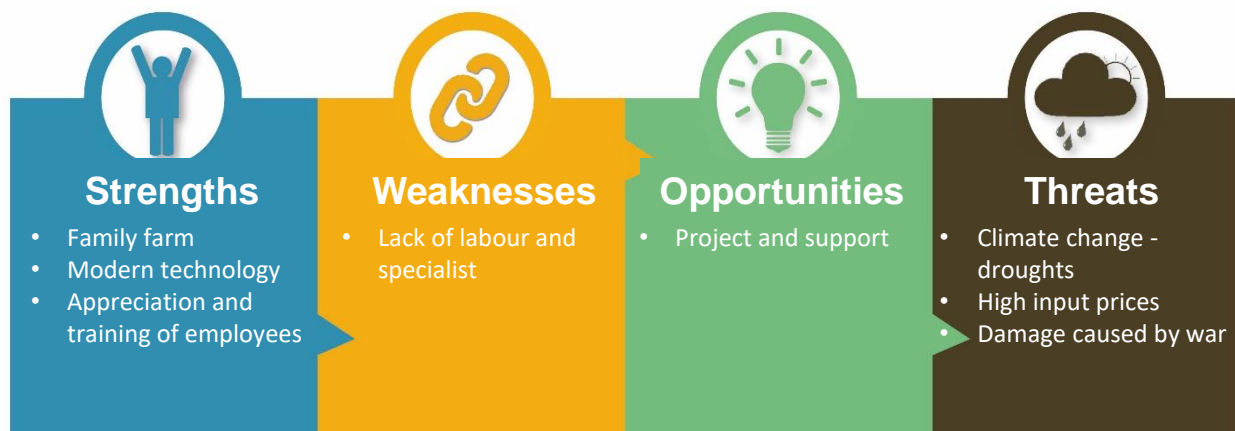 Strengths
• Family farm
• Modern technology
• Appreciation and
training of employees
Weaknesses
• Lack of labour and
specialist
Opportunities
• Project and support
Threats
• Climate change -
droughts
• High input prices
• Damage caused by war